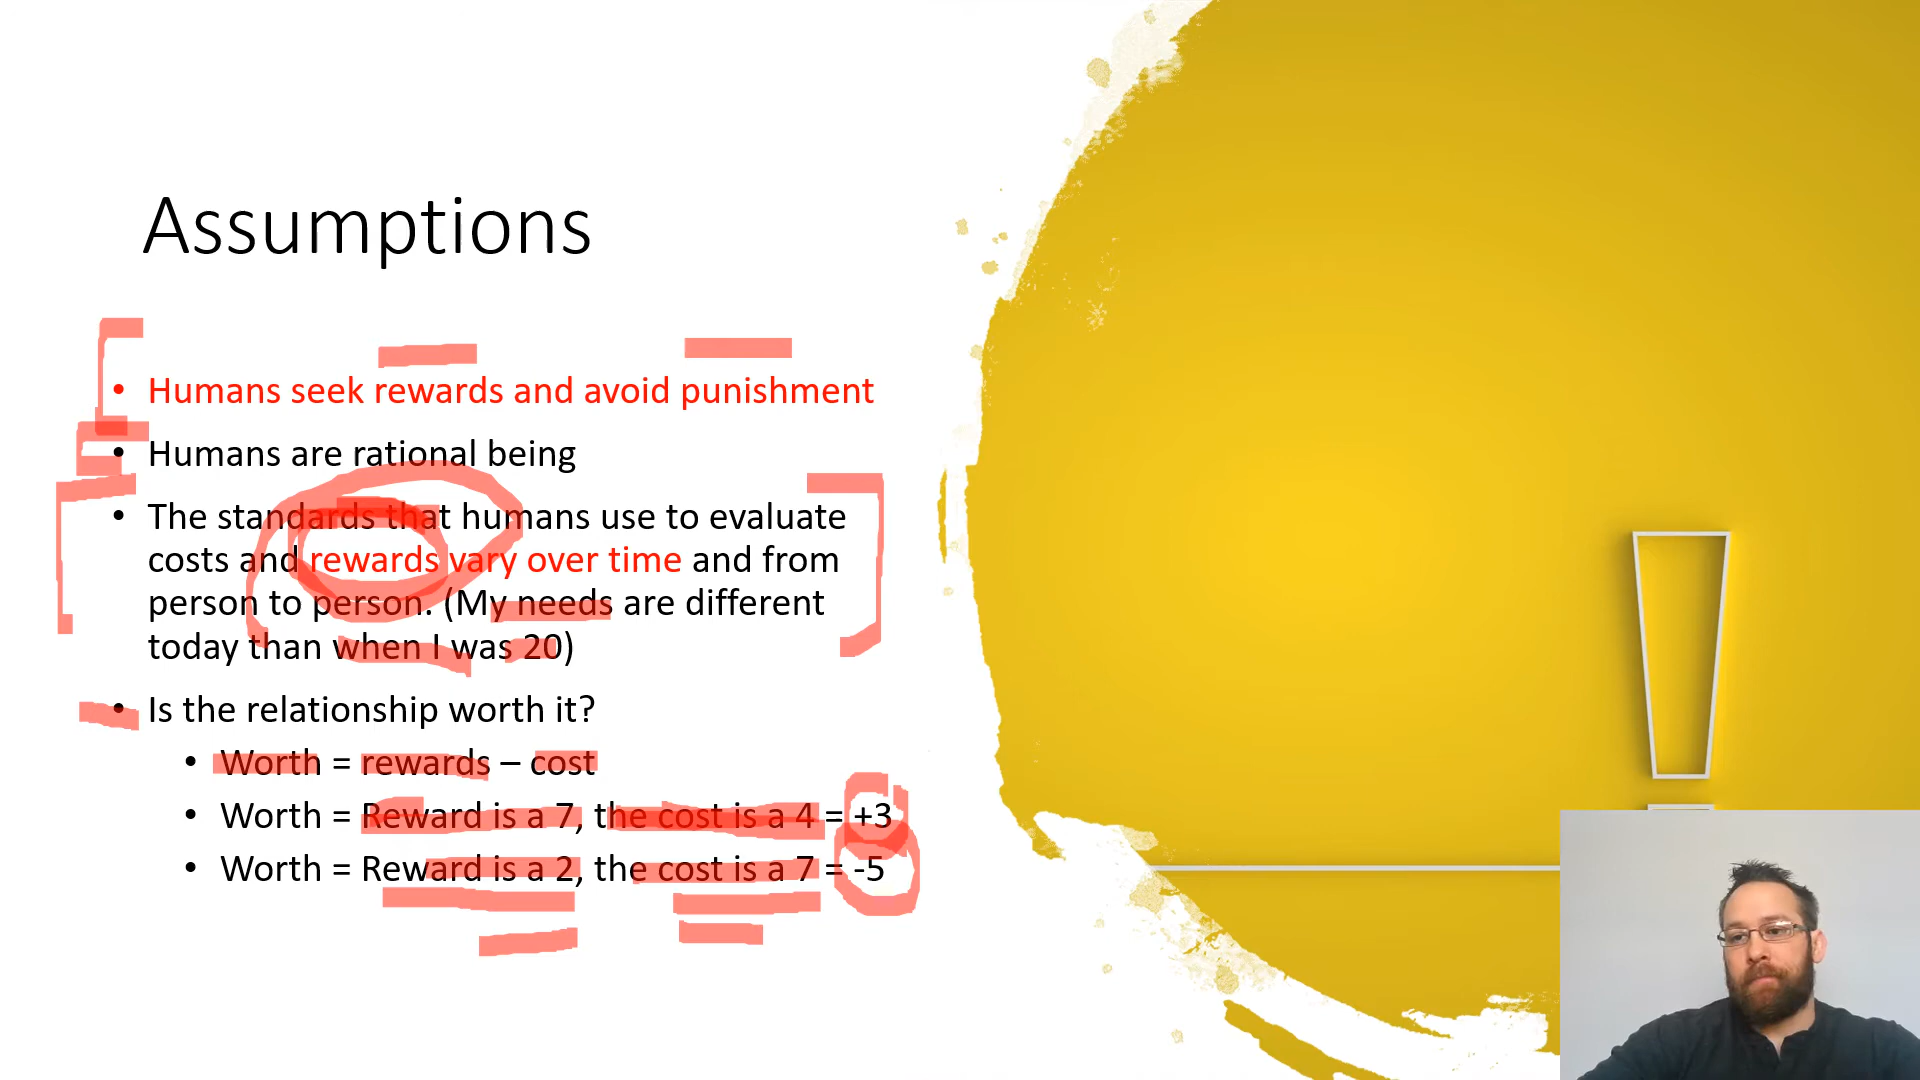 Assumptions
• Humans seek rewards and avoid punishment
• Humans are rational being
• The standards that humans use to evaluate
costs and rewards vary over time and from
person to person. (My needs are different
today than when I was 20)
• Is the relationship worth it?
• Worth = rewards – cost
• Worth = Reward is a 7, the cost is a 4 = +3
• Worth = Reward is a 2, the cost is a 7 = -5